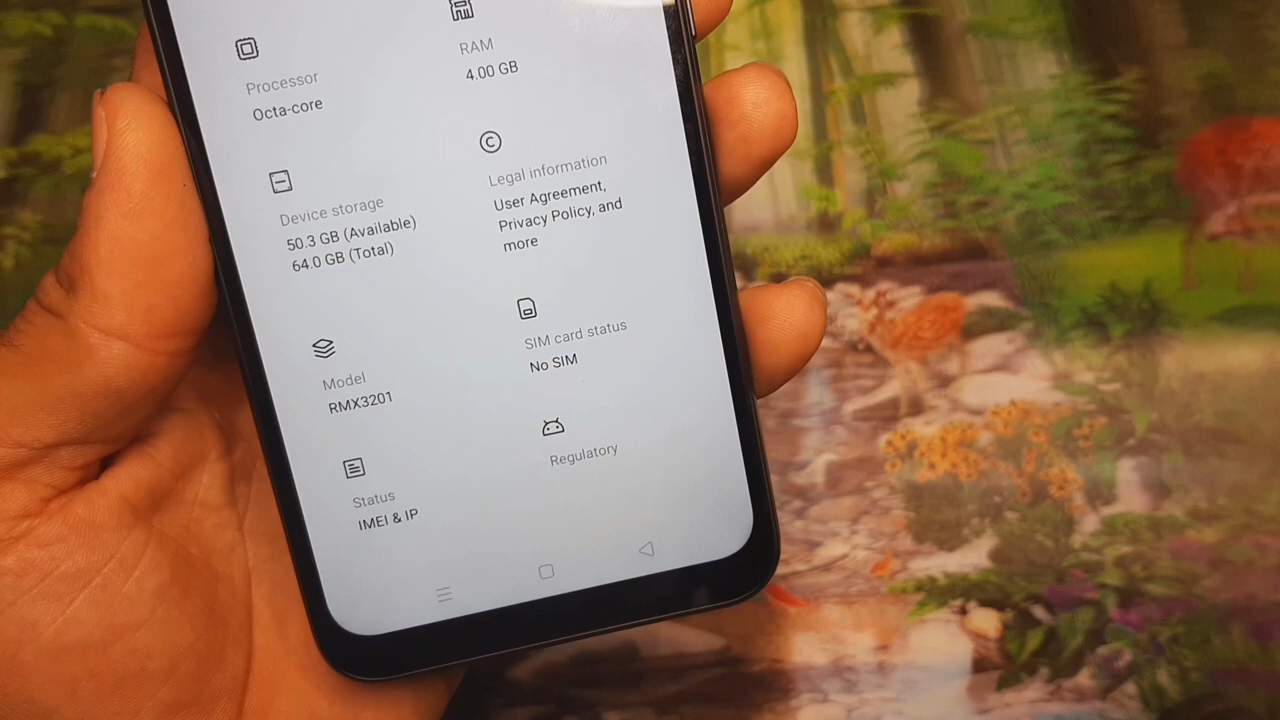 Processor
Octa-core
RAM
4.00 GB
Device storage
50.3 GB (Available)
64.0 GB (Total)
Legal information
User Agreement,
Privacy Policy, and
more
Model
RMX3201
SIM card status
No SIM
Status
IMEI & IP
Regulatory